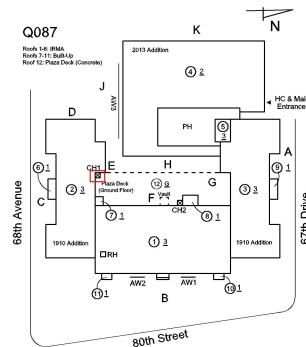 Q087
Roofs 1-6: IRMA
Roofs 7-11: Built-Up
Roof 12: Plaza Deck (Concrete)
N
K
2013 Addition
4 2
J
AW3
HC & Main
Entrance
PH
5
3
D
A
CH1
E
H
6 1
9 1
Plaza Deck
(Ground Floor)
12 G
G
Vault
2 3
3 3
C
F
CH2
7 1
8 1
68th Avenue
67th Drive
1910 Addition
1910 Addition
1 3
RH
AW2
AW1
11 1
10 1
B
80th Street